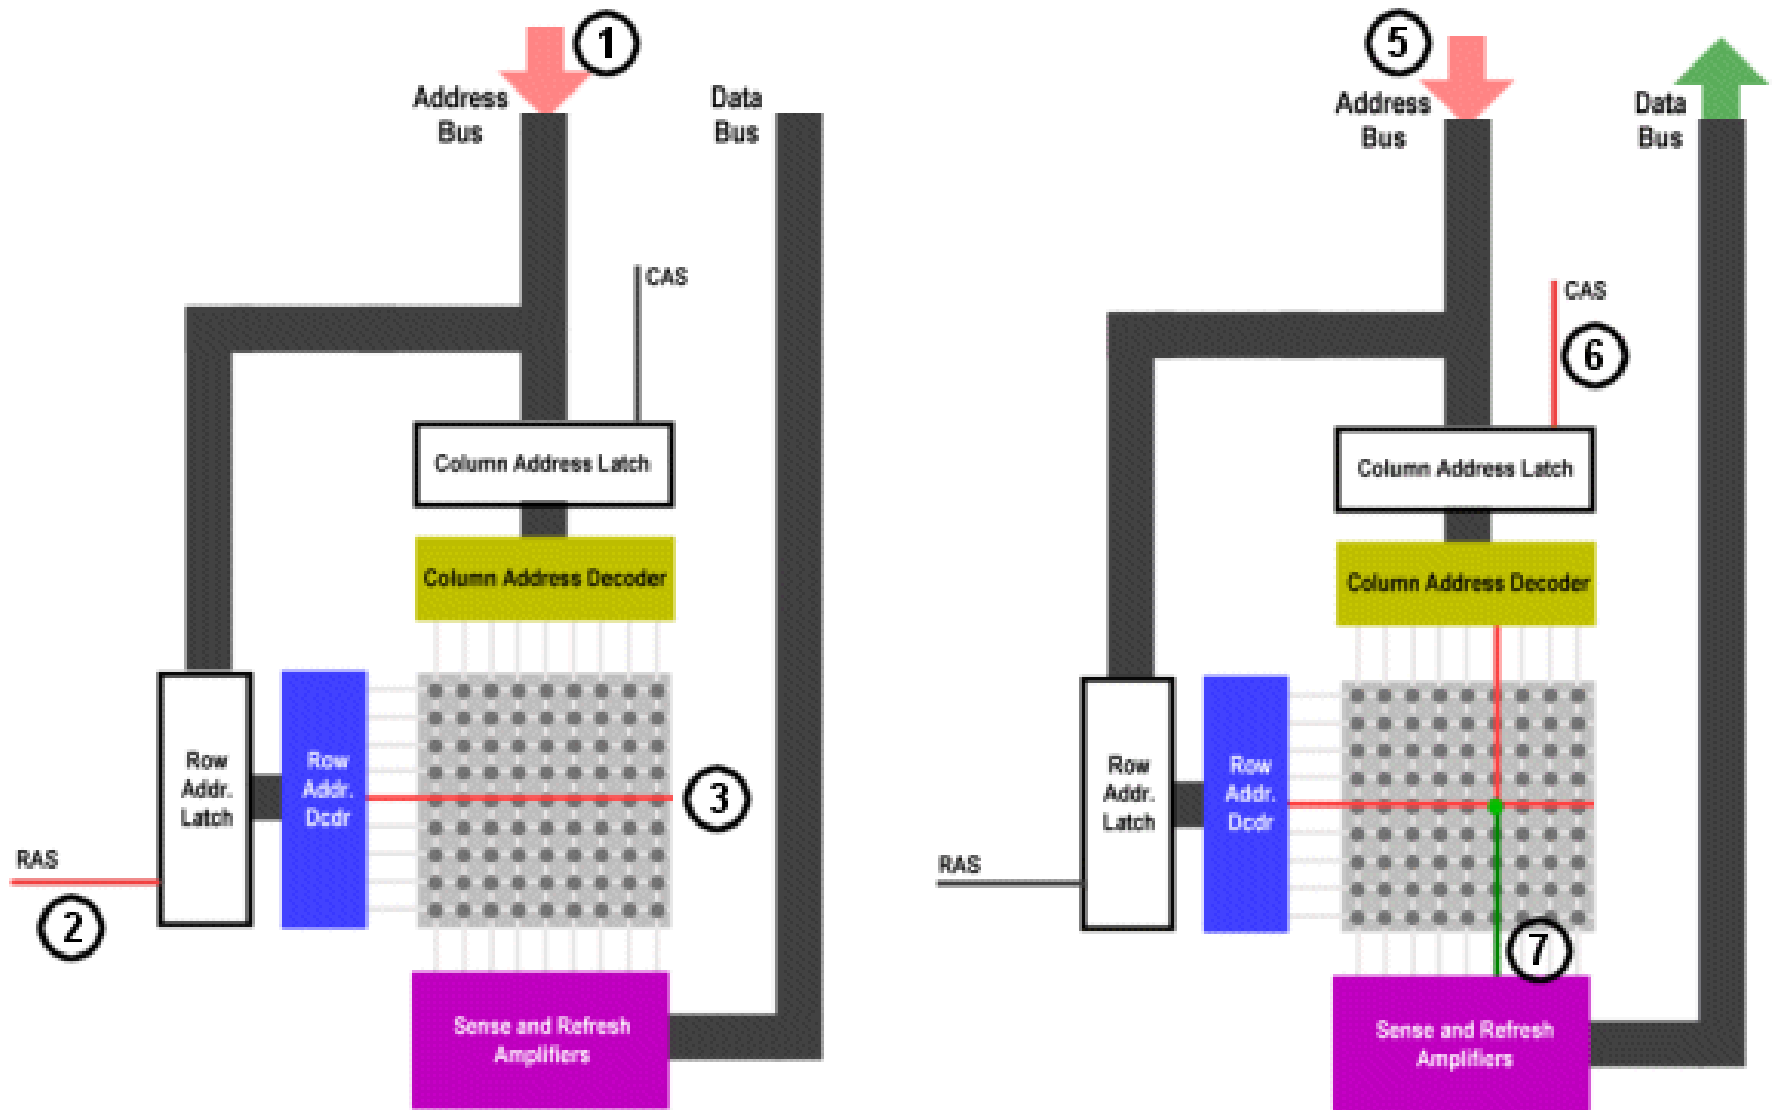 1
Address
Bus
Data
Bus
CAS
Column Address Latch
Column Address Decoder
Row
Addr.
Latch
Row
Addr.
Dcdr
3
RAS
2
Sense and Refresh
Amplifiers
5
Address
Bus
Data
Bus
CAS
6
Column Address Latch
Column Address Decoder
Row
Addr.
Latch
Row
Addr.
Dcdr
RAS
7
Sense and Refresh
Amplifiers